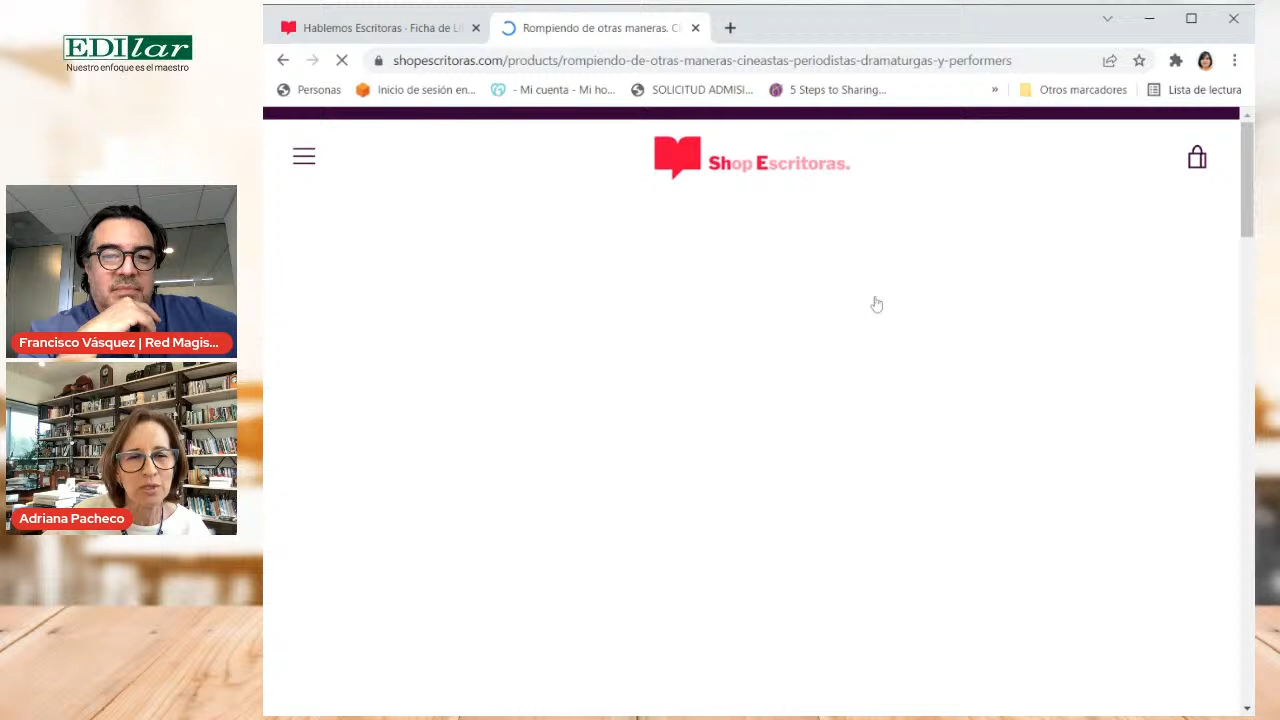 EDIlar
Nuestro enfoque es el maestro
Hablemos Escritoras - Ficha de Li
Rompiendo de otras maneras. Ci
shopescritoras.com/products/rompiendo-de-otras-maneras-cineastas-periodistas-dramaturgas-y-performers
Personas
Inicio de sesión en...
- Mi cuenta - Mi ho...
SOLICITUD ADMISI...
5 Steps to Sharing...
»
Otros marcadores
Lista de lectura
Shop Escritoras.
Francisco Vásquez | Red Magis...
Adriana Pacheco